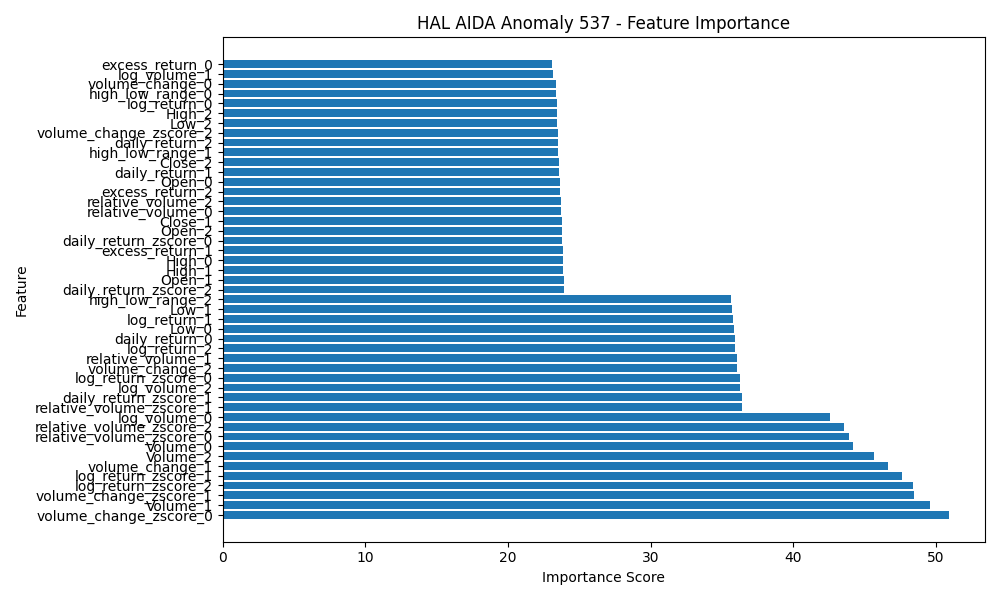 HAL AIDA Anomaly 537 - Feature Importance
excess_return_0
log_volume_1
volume_change_0
high_low_range_0
log_return_0
High_2
Low_2
volume_change_zscore_2
daily_return_2
high_low_range_1
Close_2
daily_return_1
Open_0
excess_return_2
relative_volume_2
relative_volume_0
Close_1
Open_2
daily_return_zscore_0
excess_return_1
High_0
High_1
Open_1
daily_return_zscore_2
high_low_range_2
Low_1
log_return_1
Low_0
daily_return_0
log_return_2
relative_volume_1
volume_change_2
log_return_zscore_0
log_volume_2
daily_return_zscore_1
relative_volume_zscore_1
log_volume_0
relative_volume_zscore_2
relative_volume_zscore_0
Volume_0
Volume_2
volume_change_1
log_return_zscore_1
log_return_zscore_2
volume_change_zscore_1
Volume_1
volume_change_zscore_0
Feature
0 10 20 30 40 50
Importance Score